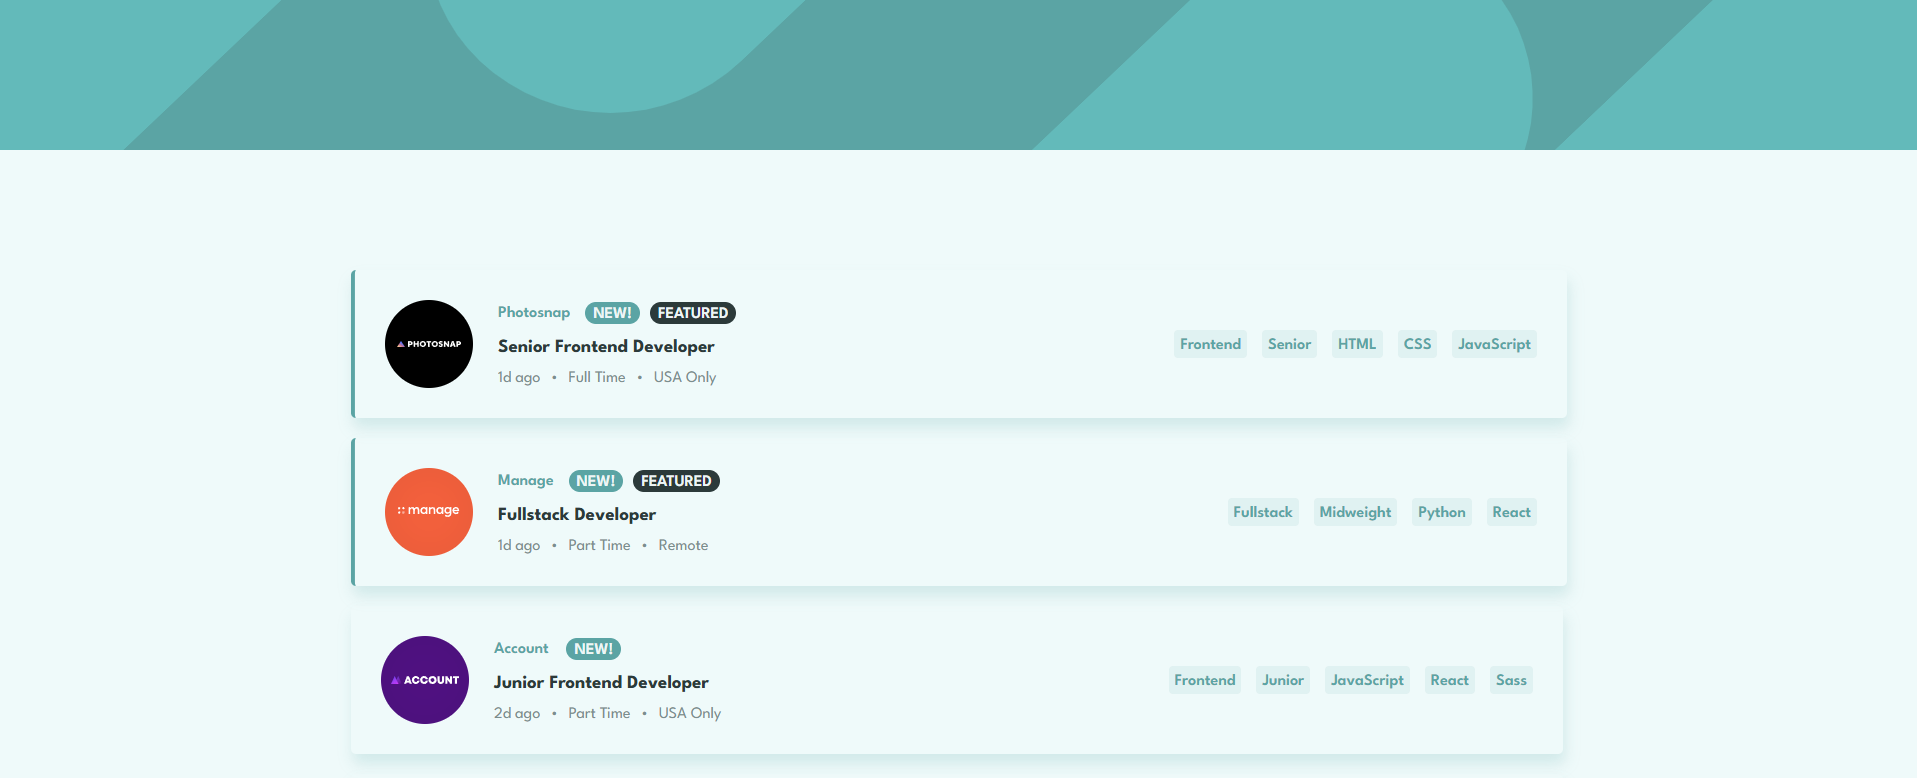 Photosnap NEW! FEATURED
PHOTOSNAP
Senior Frontend Developer
1d ago • Full Time • USA Only
Frontend Senior HTML CSS JavaScript
Manage NEW! FEATURED
manage
Fullstack Developer
1d ago • Part Time • Remote
Fullstack Midweight Python React
Account NEW!
ACCOUNT
Junior Frontend Developer
2d ago • Part Time • USA Only
Frontend Junior JavaScript React Sass